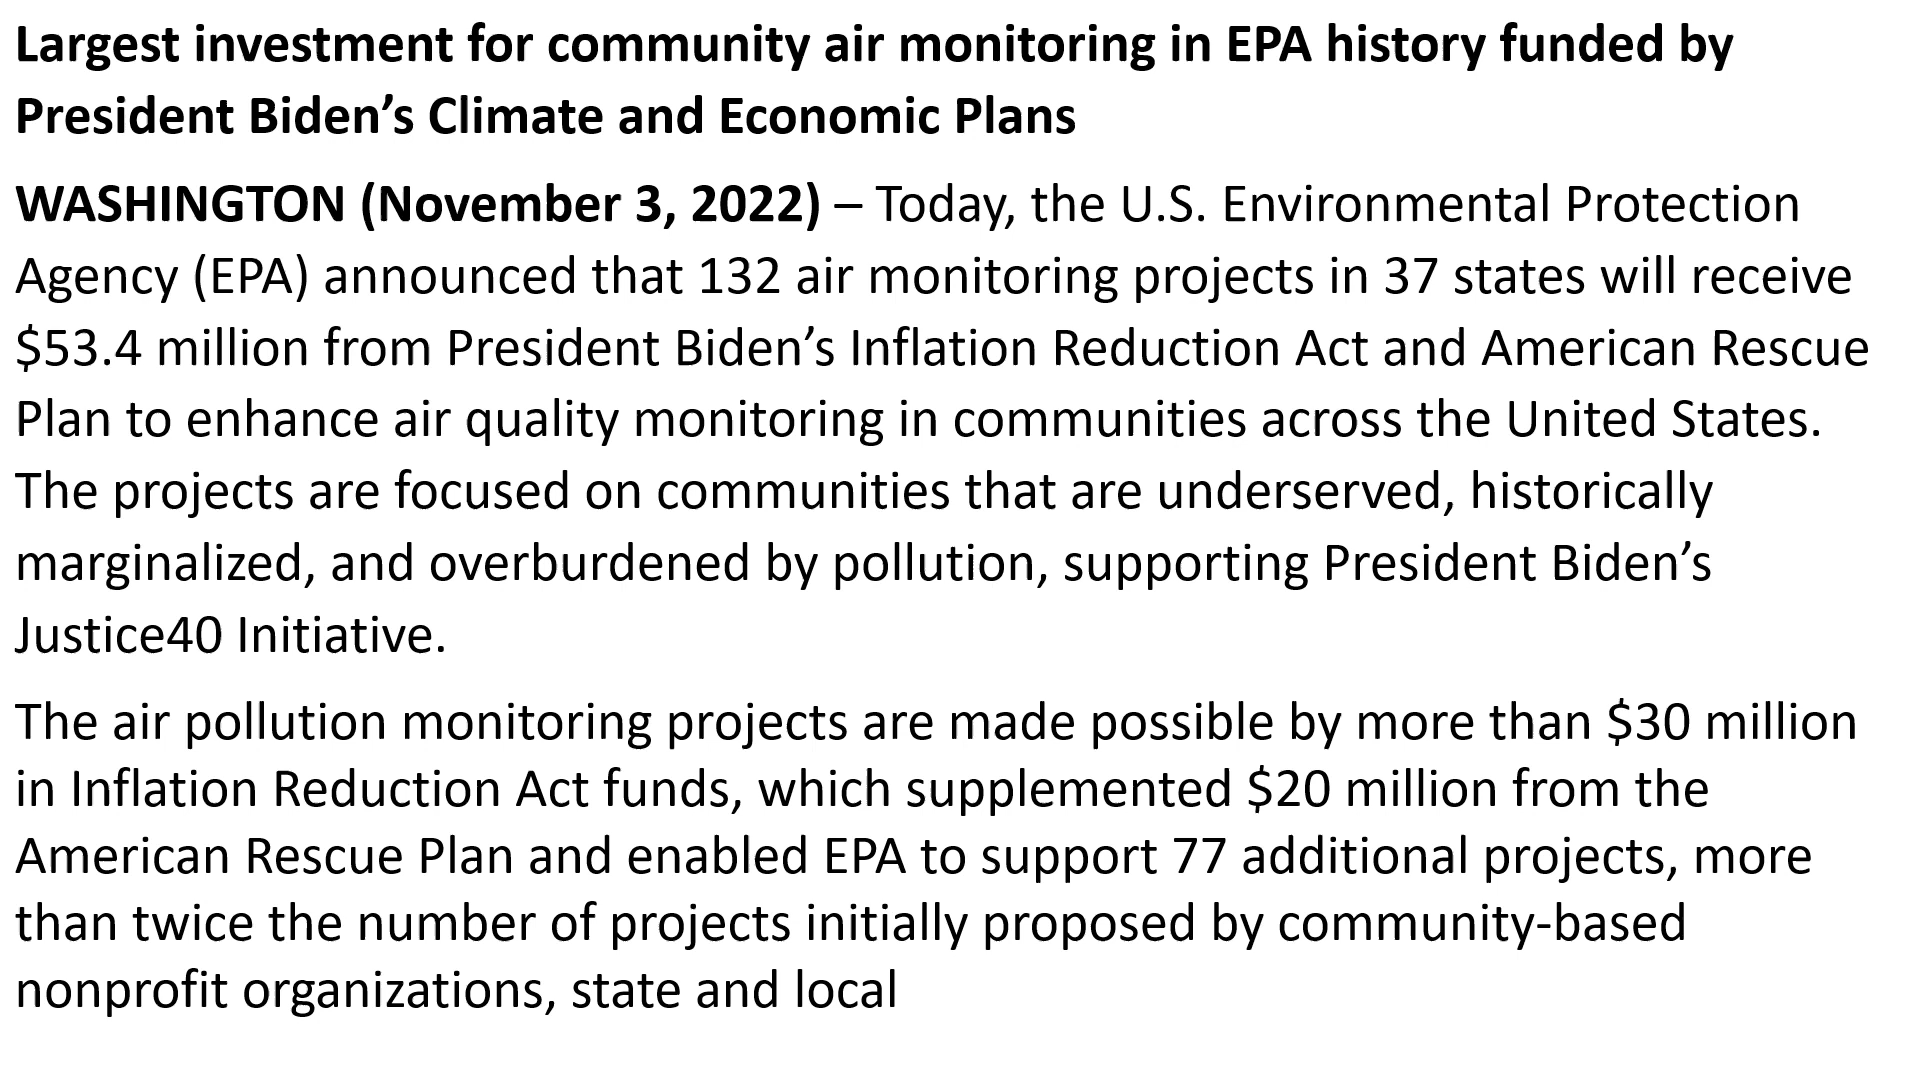 Largest investment for community air monitoring in EPA history funded by
President Biden’s Climate and Economic Plans
WASHINGTON (November 3, 2022) – Today, the U.S. Environmental Protection
Agency (EPA) announced that 132 air monitoring projects in 37 states will receive
$53.4 million from President Biden’s Inflation Reduction Act and American Rescue
Plan to enhance air quality monitoring in communities across the United States.
The projects are focused on communities that are underserved, historically
marginalized, and overburdened by pollution, supporting President Biden’s
Justice40 Initiative.
The air pollution monitoring projects are made possible by more than $30 million
in Inflation Reduction Act funds, which supplemented $20 million from the
American Rescue Plan and enabled EPA to support 77 additional projects, more
than twice the number of projects initially proposed by community-based
nonprofit organizations, state and local